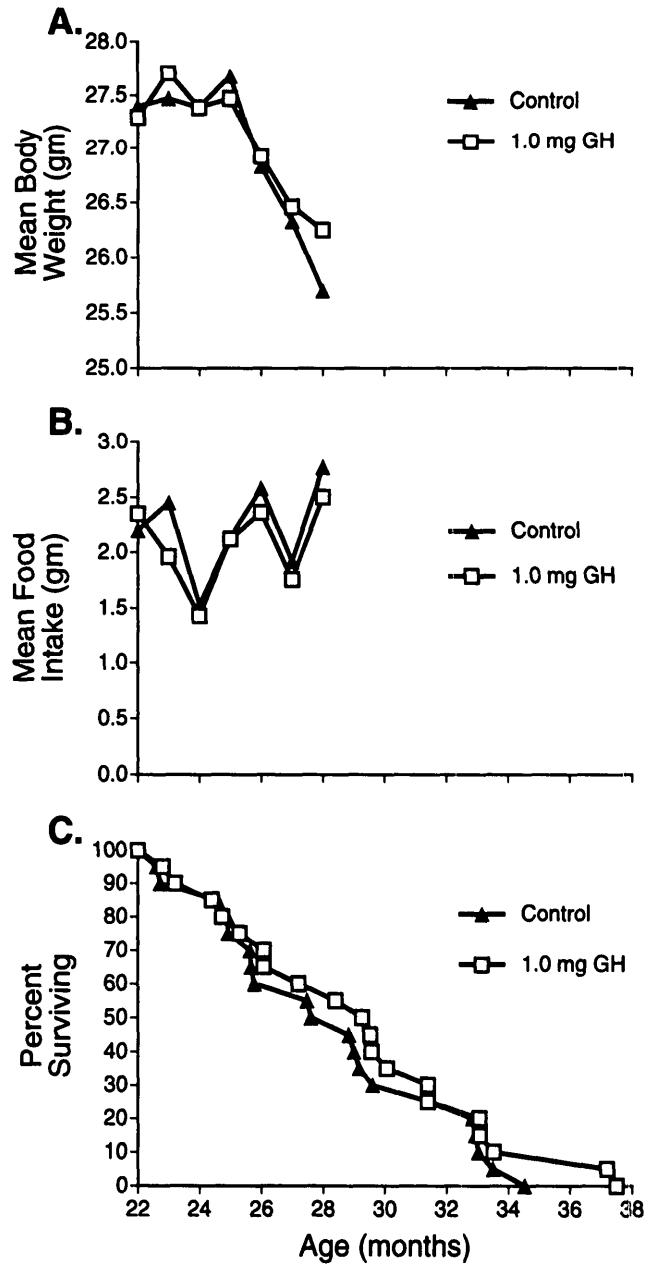 A.
28.0
27.5
27.0
26.5
26.0
25.5
25.0
Mean Body
Weight (gm)
Control
1.0 mg GH
B.
3.0
2.5
2.0
1.5
1.0
0.5
0.0
Mean Food
Intake (gm)
Control
1.0 mg GH
C.
100
90
80
70
60
50
40
30
20
10
0
Percent
Surviving
Control
1.0 mg GH
22 24 26 28 30 32 34 36 38
Age (months)